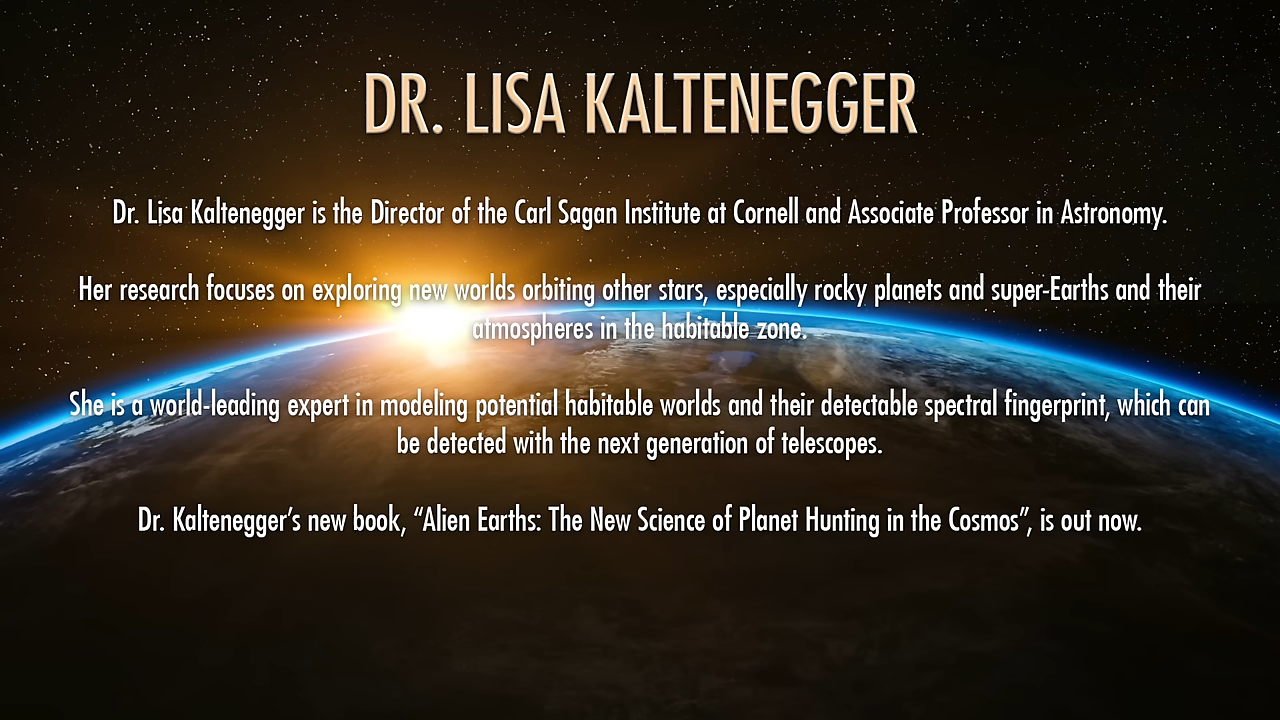 DR. LISA KALTENEGGER
Dr. Lisa Kaltenegger is the Director of the Carl Sagan Institute at Cornell and Associate Professor in Astronomy.
Her research focuses on exploring new worlds orbiting other stars, especially rocky planets and super-Earths and their
atmospheres in the habitable zone.
She is a world-leading expert in modeling potential habitable worlds and their detectable spectral fingerprint, which can
be detected with the next generation of telescopes.
Dr. Kaltenegger’s new book, “Alien Earths: The New Science of Planet Hunting in the Cosmos”, is out now.